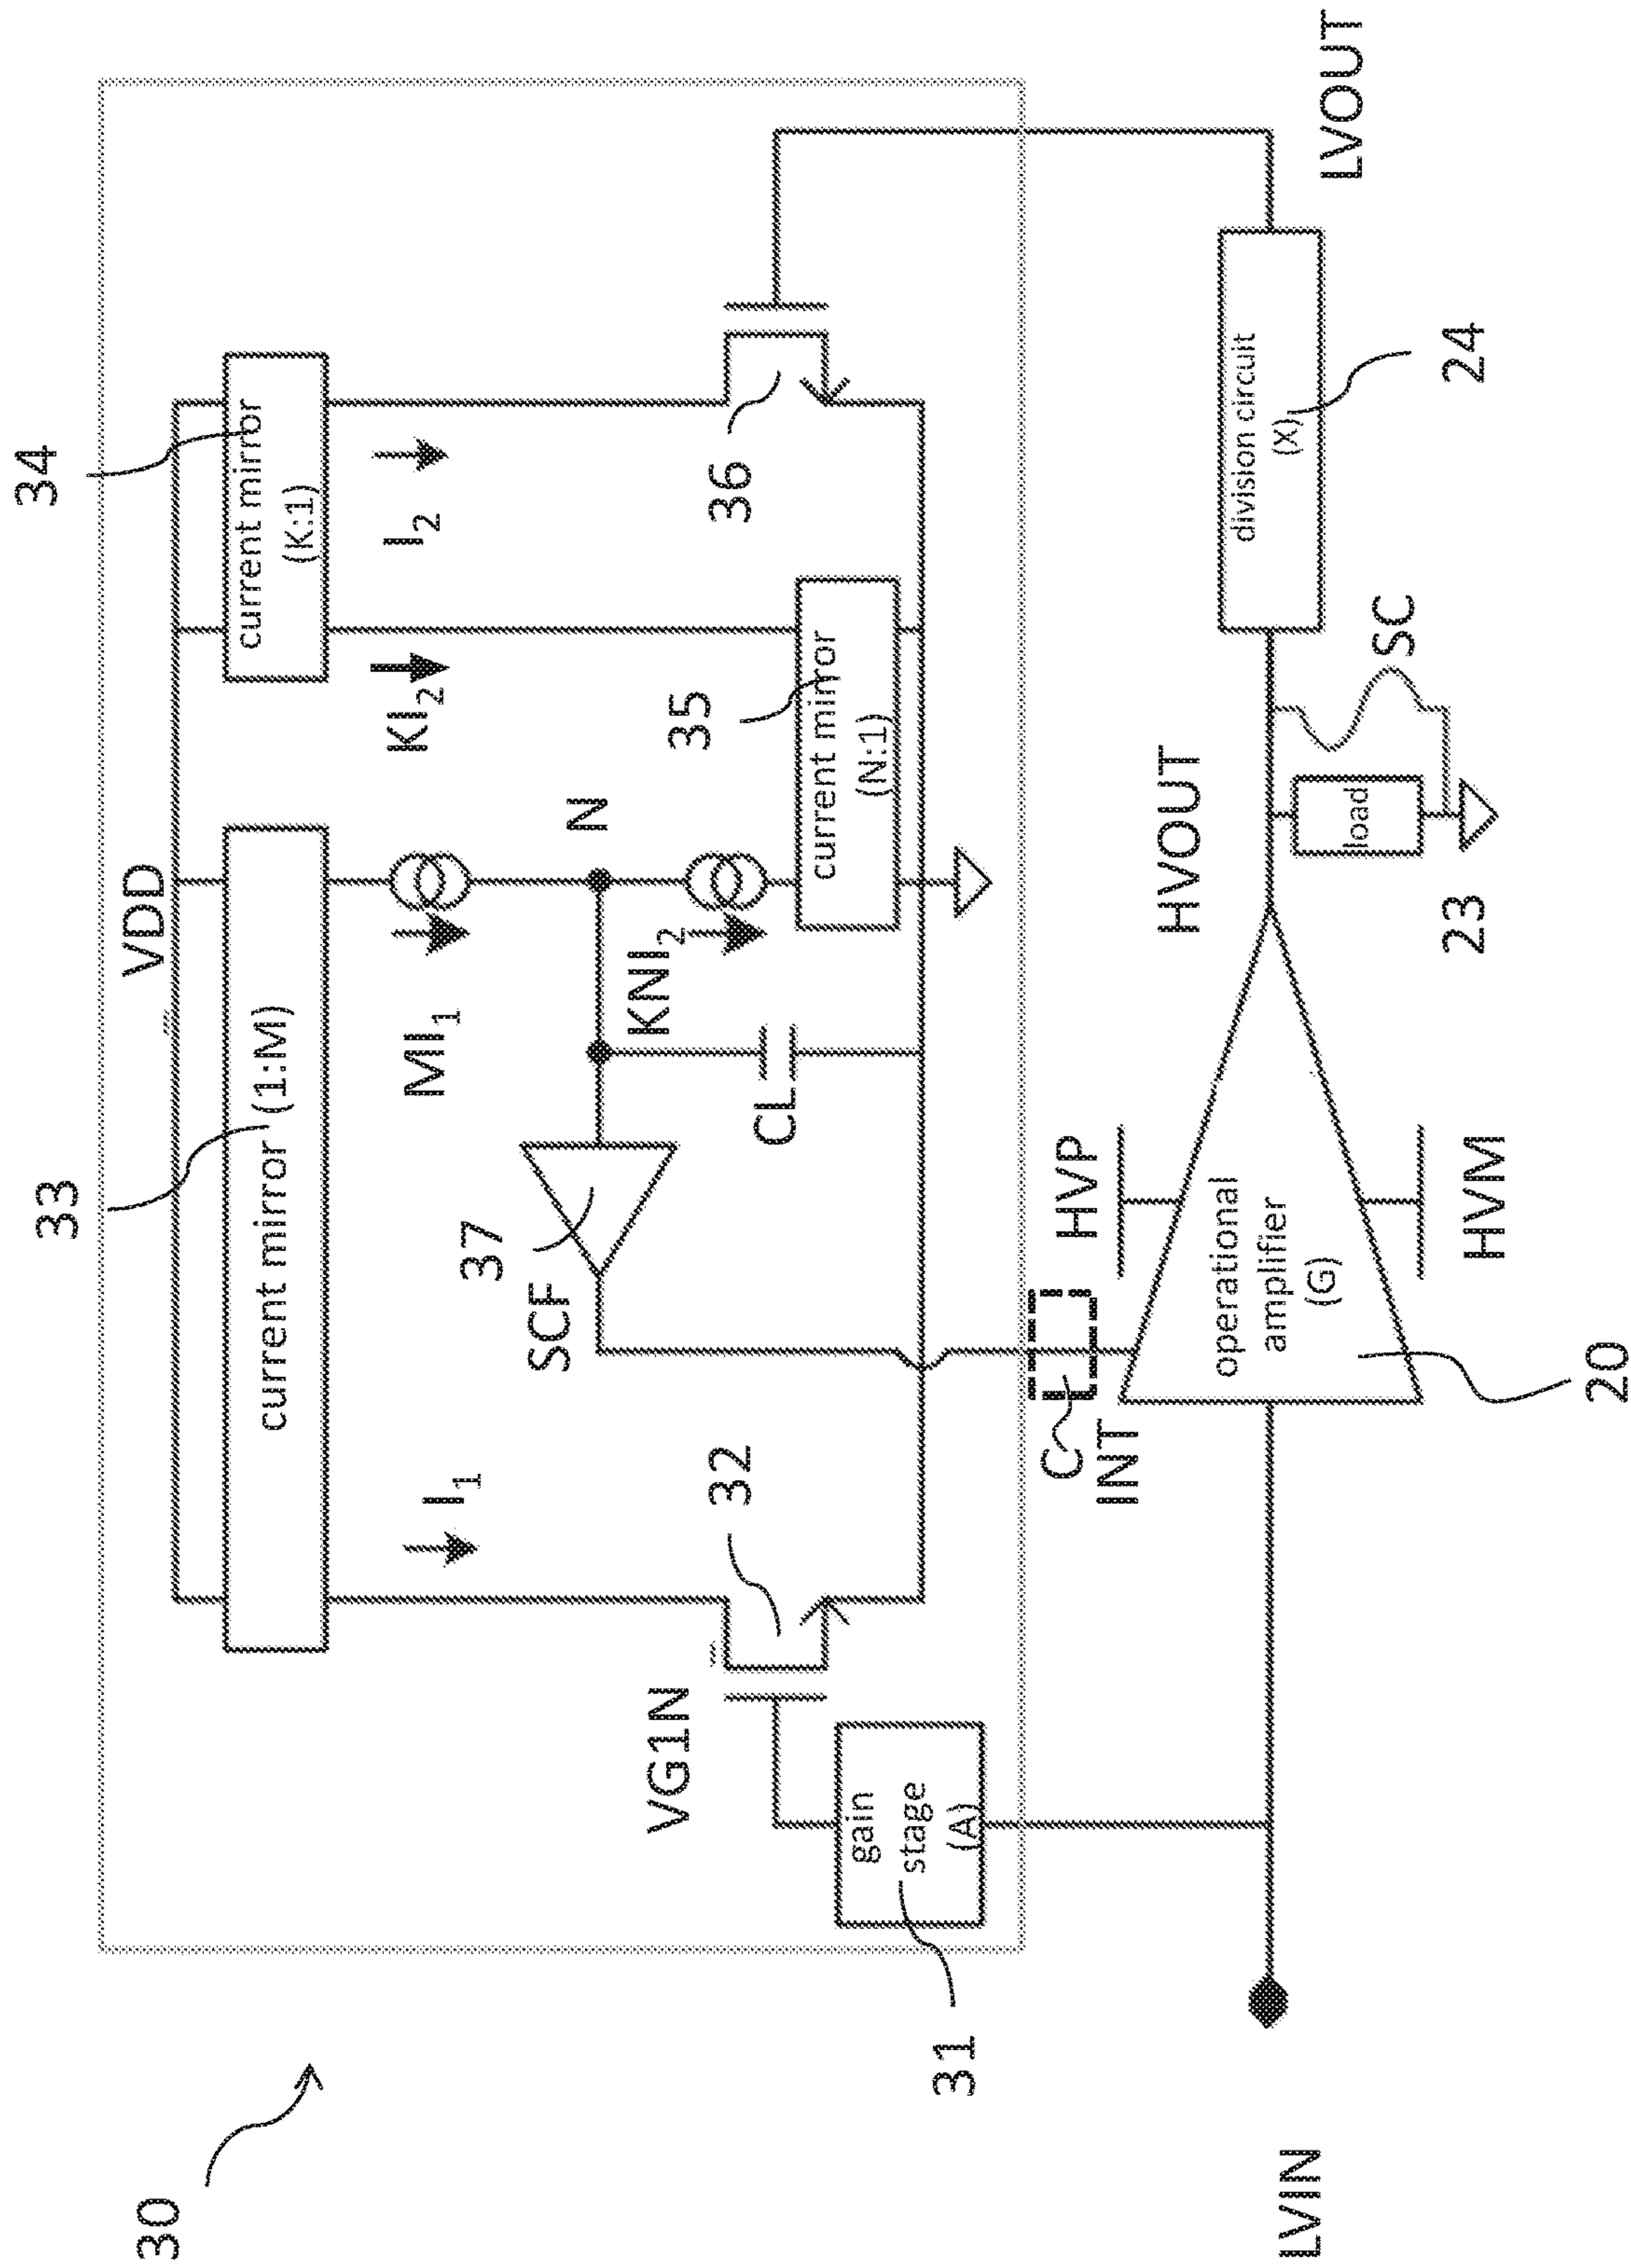 30
33
34
VDD
current mirror (1:M)
current mirror
(K:1)
I1
MI1
KI2
I2
SCF
37
N
VG1N
32
CL
KNI2
35
36
gain
stage
(A)
current mirror
(N:1)
31
C
INT
HVP
HVOUT
operational
amplifier
(G)
load
division circuit
(X)
LVIN
LVOUT
SC
HVM
23
24
20